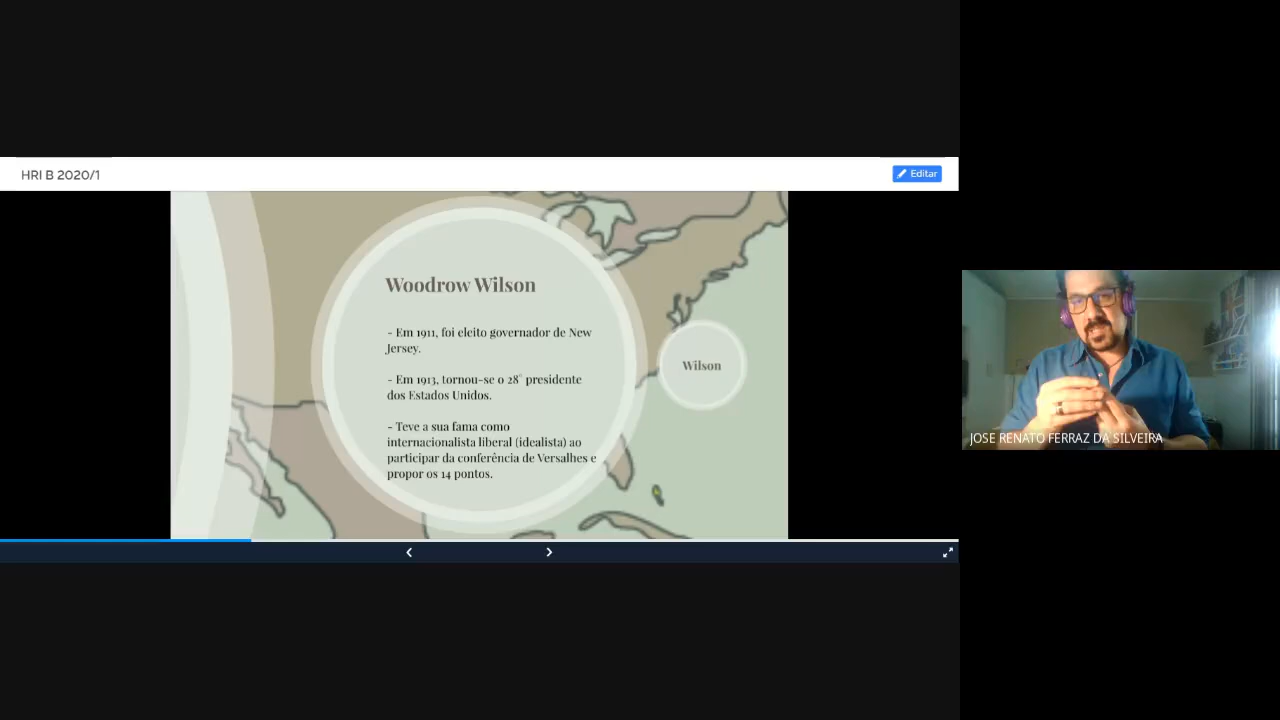 HRI B 2020/1
Editar
Woodrow Wilson
- Em 1911, foi eleito governador de New
Jersey.
- Em 1913, tornou-se o 28° presidente
dos Estados Unidos.
- Teve a sua fama como
internacionalista liberal (idealista) ao
participar da conferência de Versalhes e
propor os 14 pontos.
Wilson
JOSE RENATO FERRAZ DA SILVEIRA